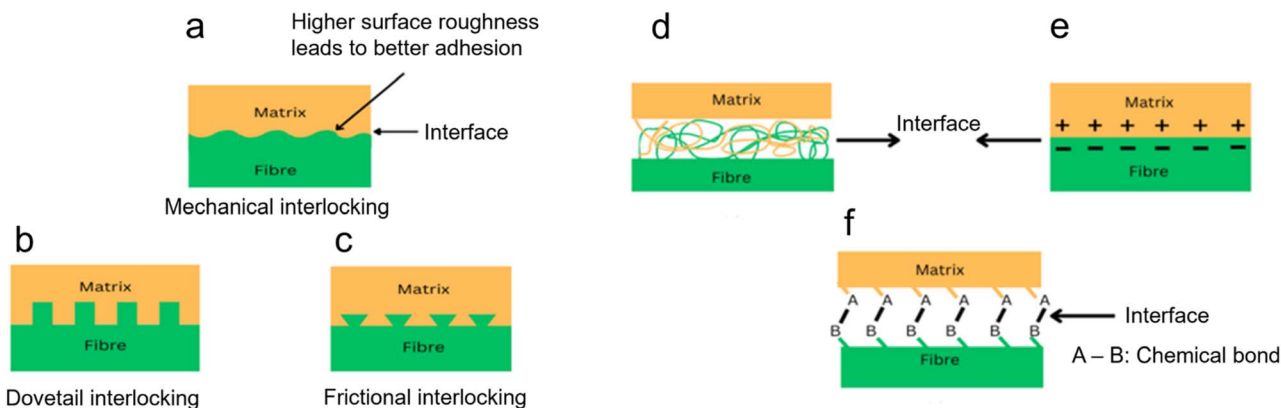 a
Higher surface roughness
leads to better adhesion
Matrix
Interface
Fibre
Mechanical interlocking
b
Matrix
Fibre
Dovetail interlocking
c
Matrix
Fibre
Frictional interlocking
d
Matrix
Fibre
Interface
e
Matrix
+ + + + + +
- - - - - -
Fibre
f
Matrix
A A A A A A
B B B B B B
Fibre
Interface
A – B: Chemical bond